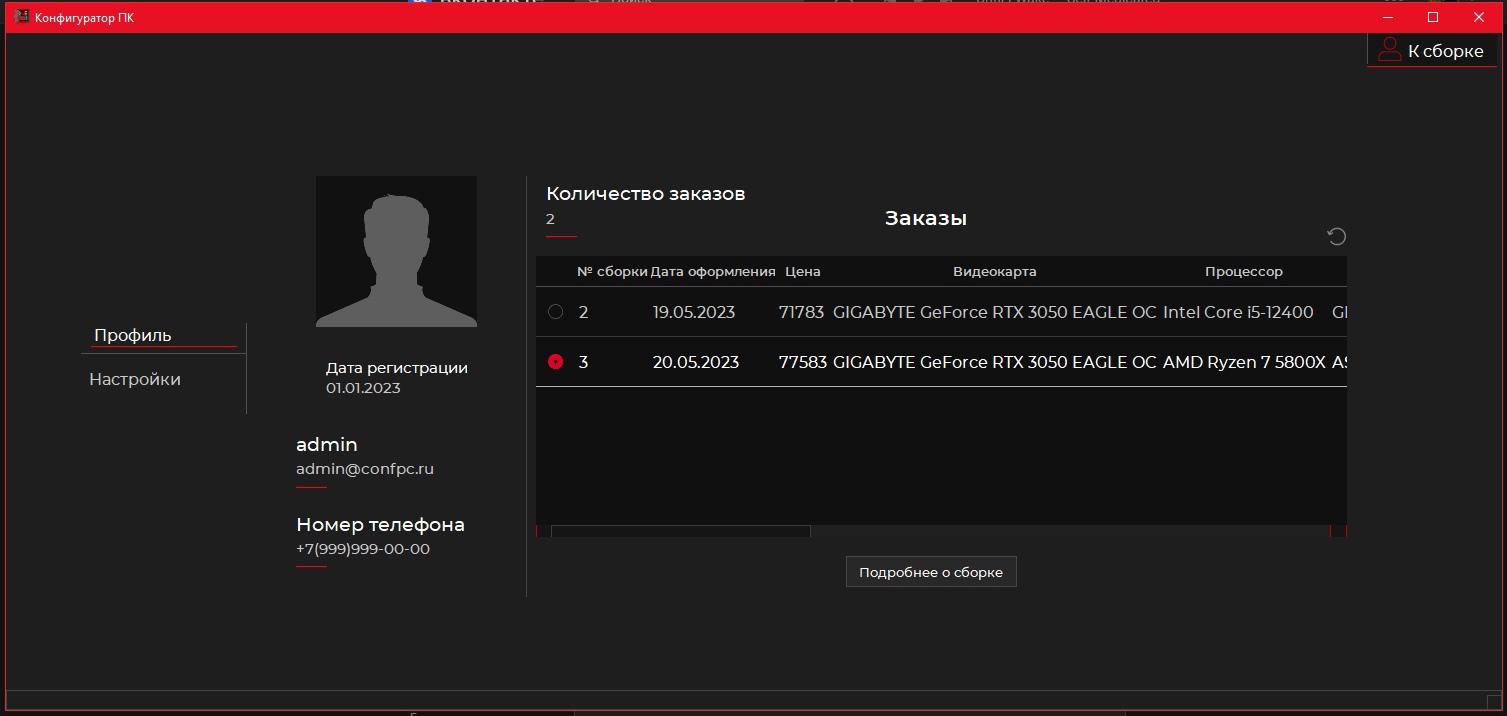 Конфигуратор ПК
К сборке
Профиль
Настройки
Дата регистрации
01.01.2023
admin
admin@confpc.ru
Номер телефона
+7(999)999-00-00
Количество заказов
2
Заказы
№ сборки Дата оформления Цена Видеокарта Процессор
2 19.05.2023 71783 GIGABYTE GeForce RTX 3050 EAGLE OC Intel Core i5-12400 GI
3 20.05.2023 77583 GIGABYTE GeForce RTX 3050 EAGLE OC AMD Ryzen 7 5800X AS
Подробнее о сборке